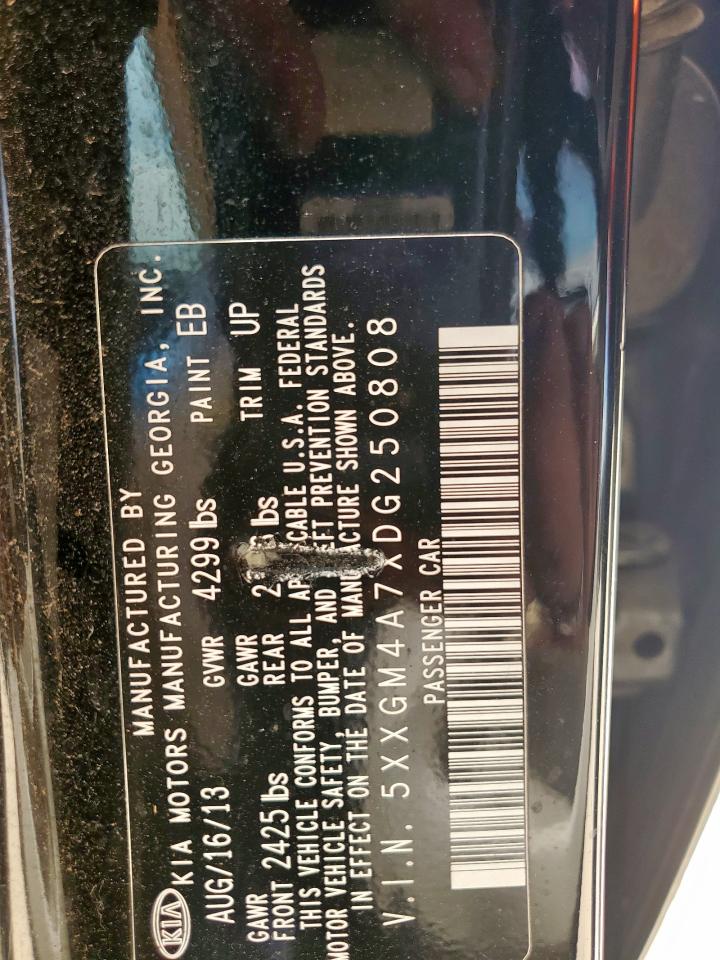 MANUFACTURED BY
KIA KIA MOTORS MANUFACTURING GEORGIA, INC.
AUG/16/13 GVWR 4299 lbs PAINT EB
GAWR GAWR
FRONT 2425 lbs REAR lbs TRIM UP
THIS VEHICLE CONFORMS TO ALL U.S.A. FEDERAL
MOTOR VEHICLE SAFETY, BUMPER, AND PREVENTION STANDARDS
IN EFFECT ON THE DATE OF MANUFACTURE SHOWN ABOVE.
V.I.N. 5XXGM4A7XDG250808
PASSENGER CAR